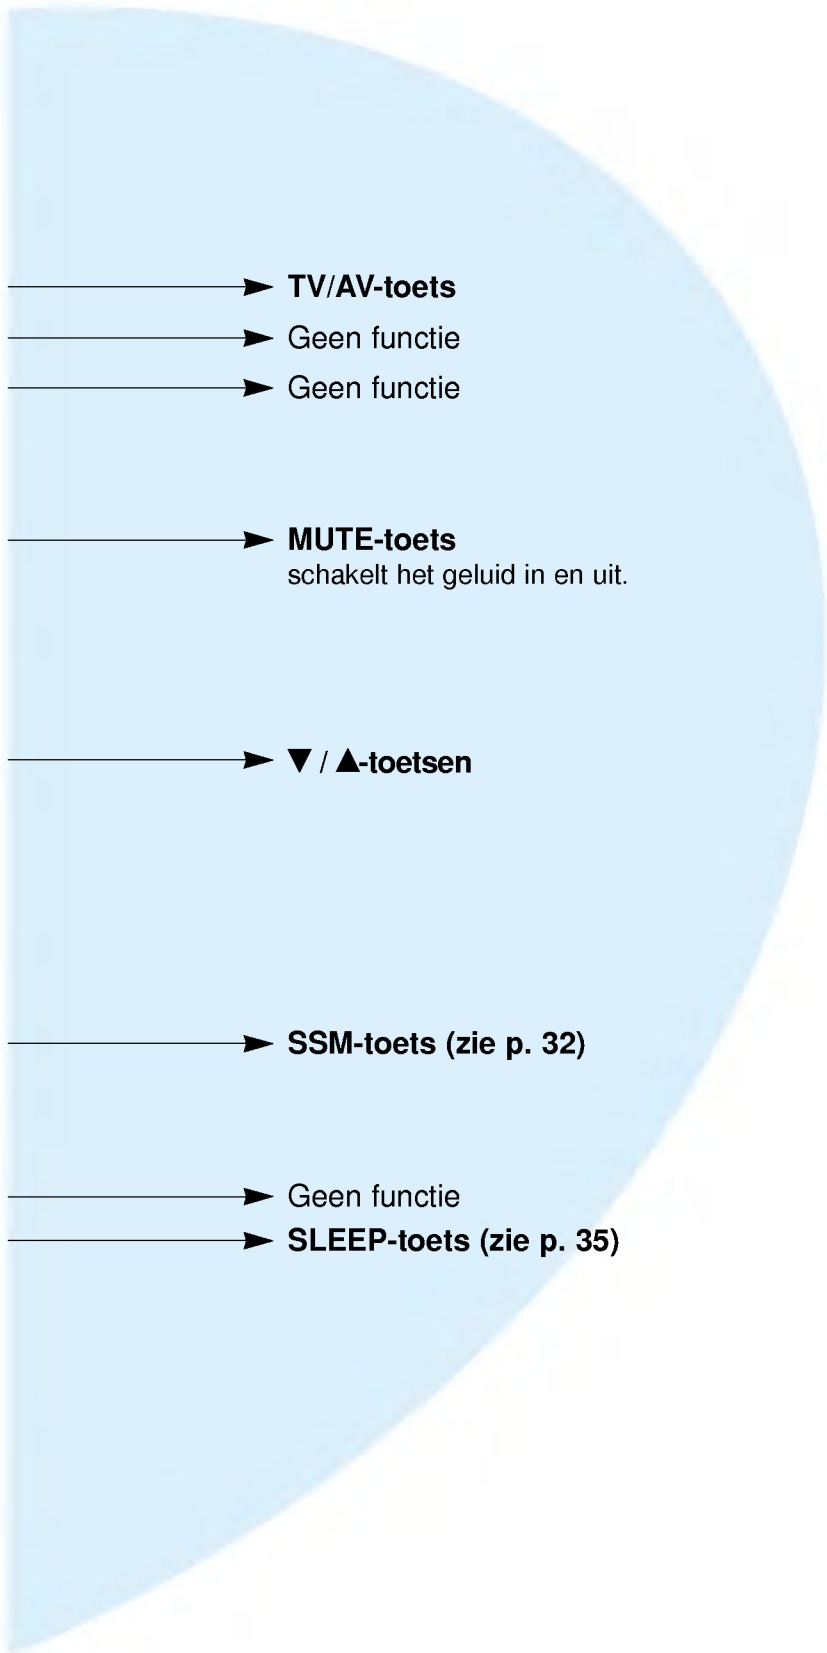 TV/AV-toets
Geen functie
Geen functie
MUTE-toets
schakelt het geluid in en uit.
▼ / ▲-toetsen
SSM-toets (zie p. 32)
Geen functie
SLEEP-toets (zie p. 35)